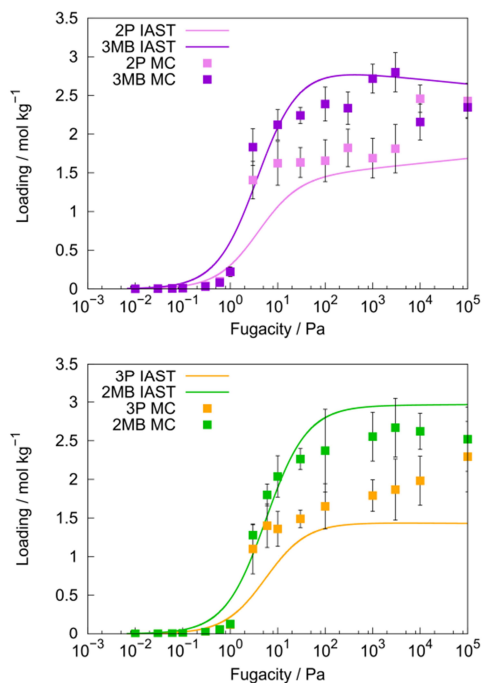 2P IAST
3MB IAST
2P MC
3MB MC
Loading / mol kg⁻¹
3.5
3
2.5
2
1.5
1
0.5
0
10⁻³ 10⁻² 10⁻¹ 10⁰ 10¹ 10² 10³ 10⁴ 10⁵
Fugacity / Pa
3P IAST
2MB IAST
3P MC
2MB MC
Loading / mol kg⁻¹
3.5
3
2.5
2
1.5
1
0.5
0
10⁻³ 10⁻² 10⁻¹ 10⁰ 10¹ 10² 10³ 10⁴ 10⁵
Fugacity / Pa